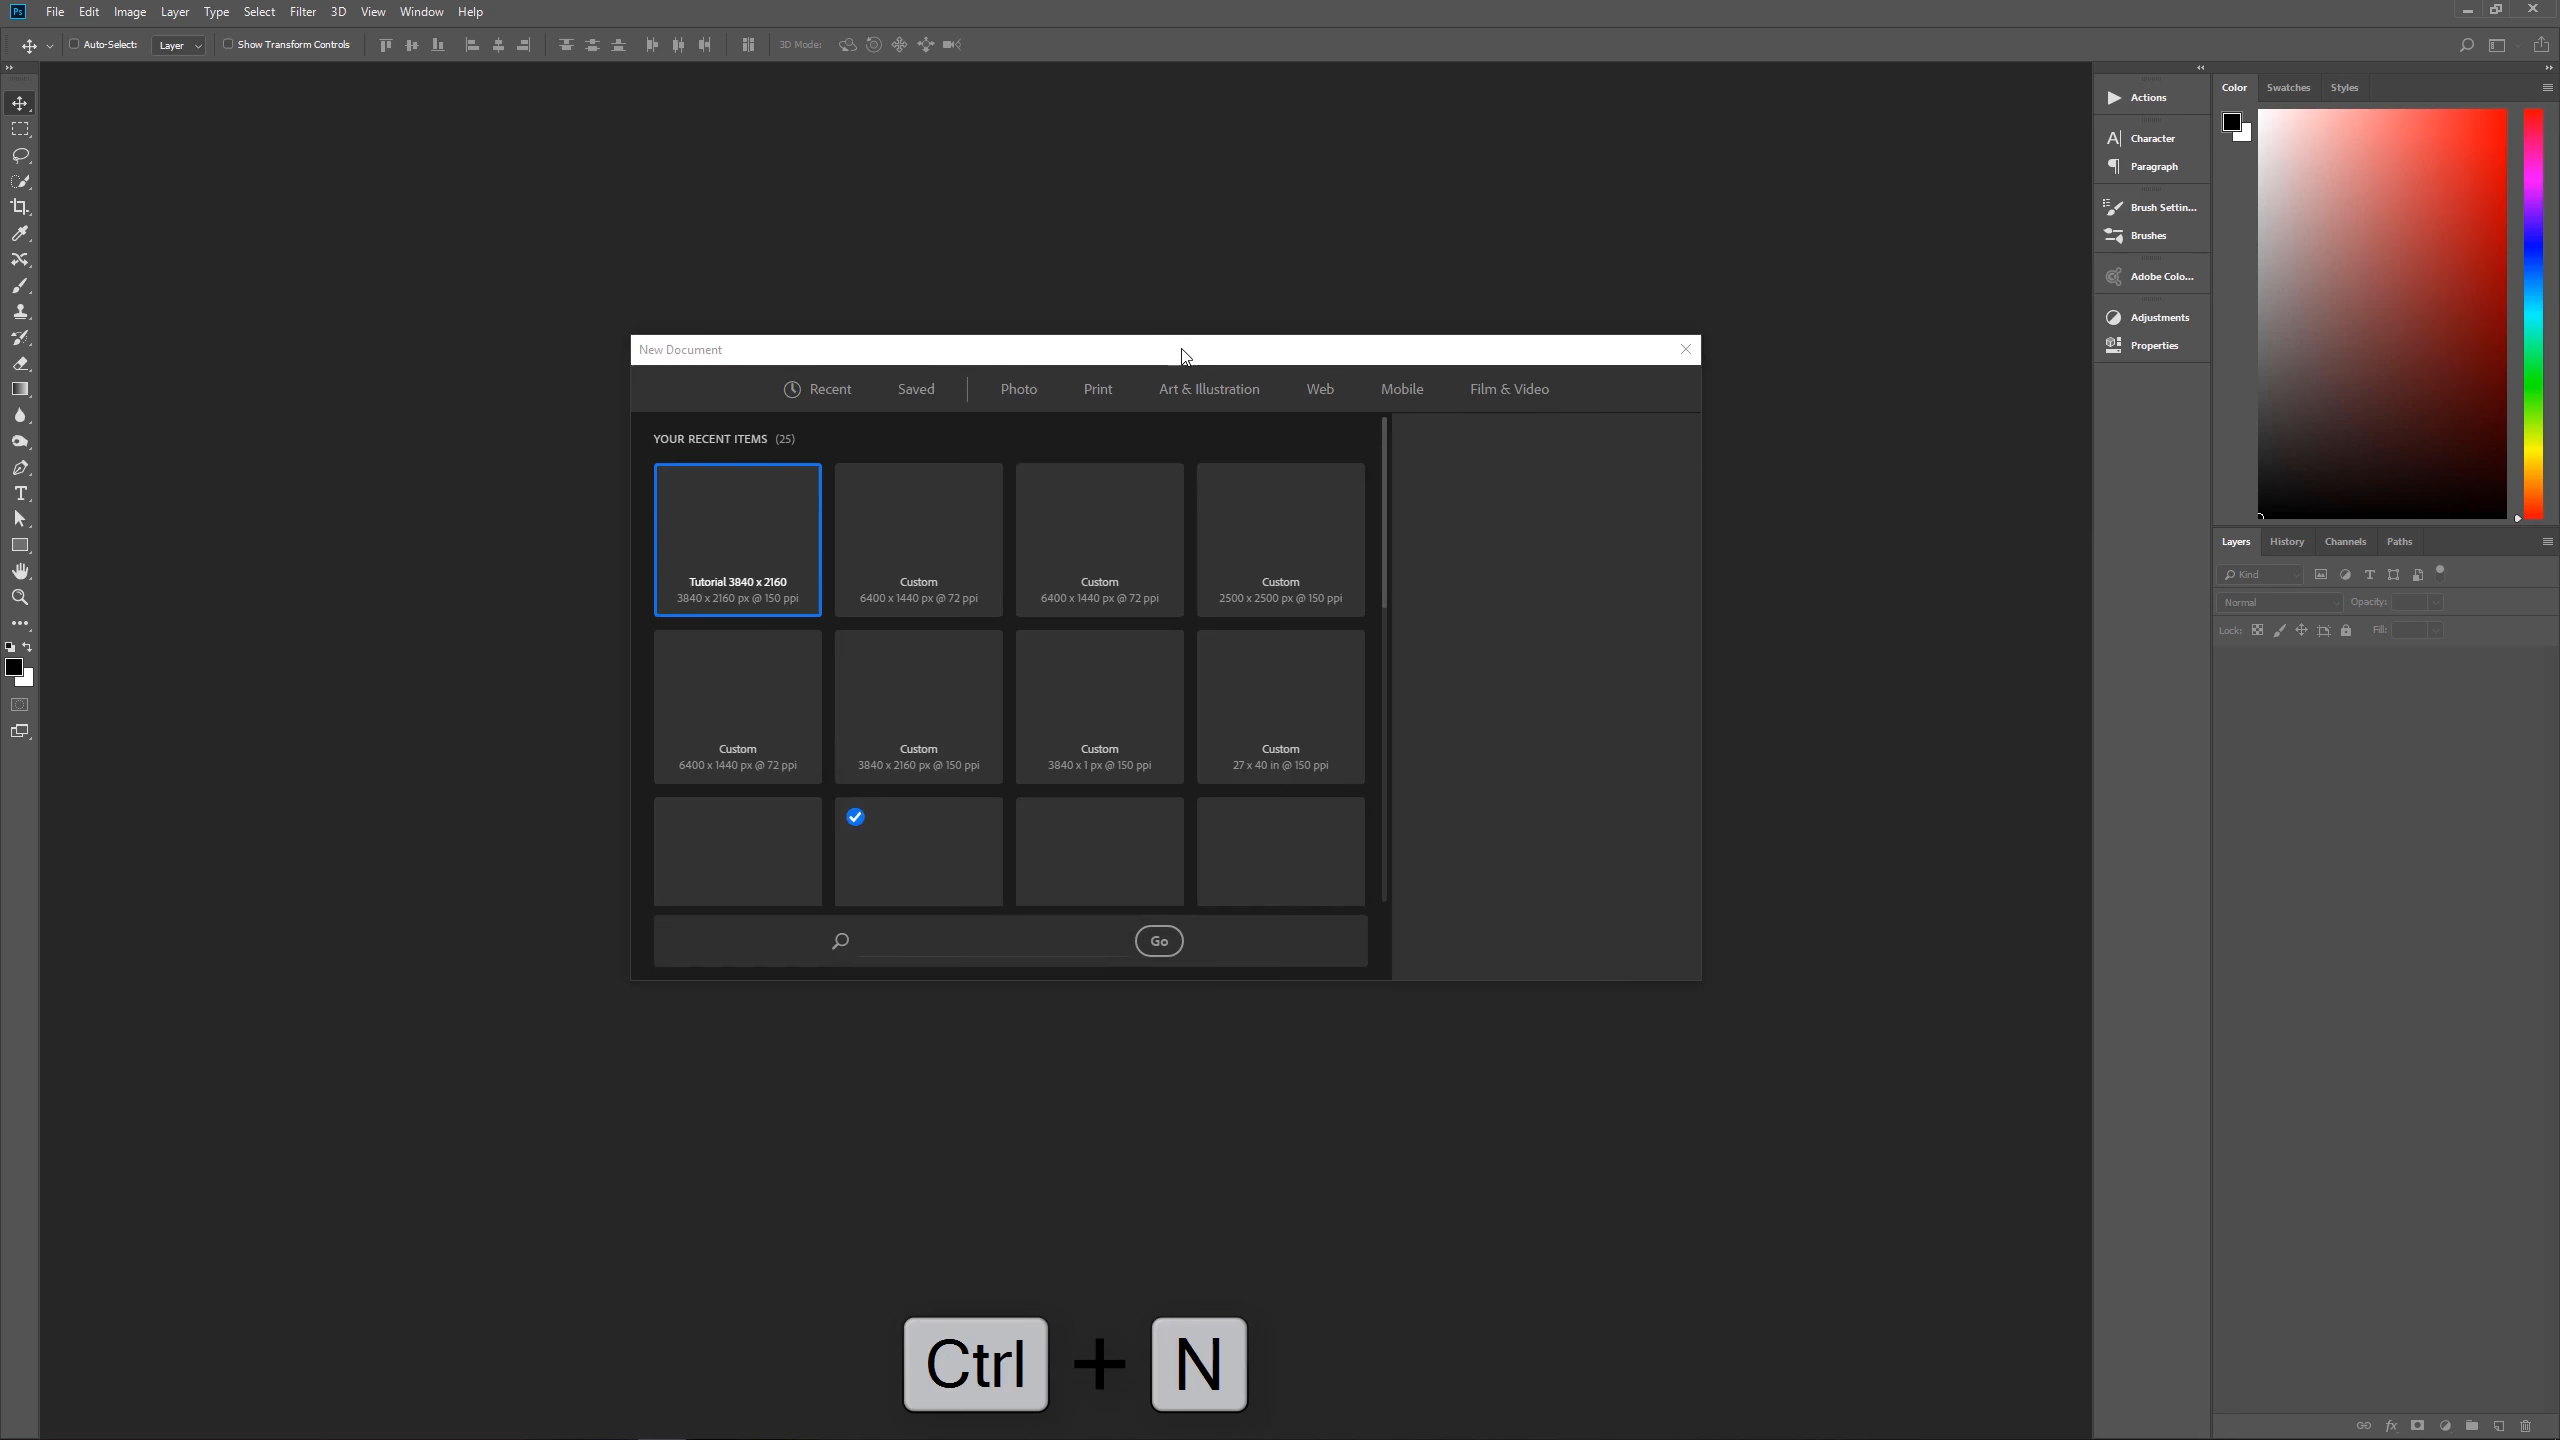 Ps File Edit Image Layer Type Select Filter 3D View Window Help
Auto-Select: Layer Show Transform Controls 3D Mode:
Actions
Character
Paragraph
Brush Settin...
Brushes
Adobe Colo...
Adjustments
Properties
Color Swatches Styles
New Document
Recent Saved Photo Print Art & Illustration Web Mobile Film & Video
YOUR RECENT ITEMS (25)
Tutorial 3840 x 2160
3840 x 2160 px @ 150 ppi
Custom
6400 x 1440 px @ 72 ppi
Custom
6400 x 1440 px @ 72 ppi
Custom
2500 x 2500 px @ 150 ppi
Custom
6400 x 1440 px @ 72 ppi
Custom
3840 x 2160 px @ 150 ppi
Custom
3840 x 1 px @ 150 ppi
Custom
27 x 40 in @ 150 ppi
Go
Layers History Channels Paths
Kind
Normal Opacity:
Lock: Fill:
fx
Ctrl + N